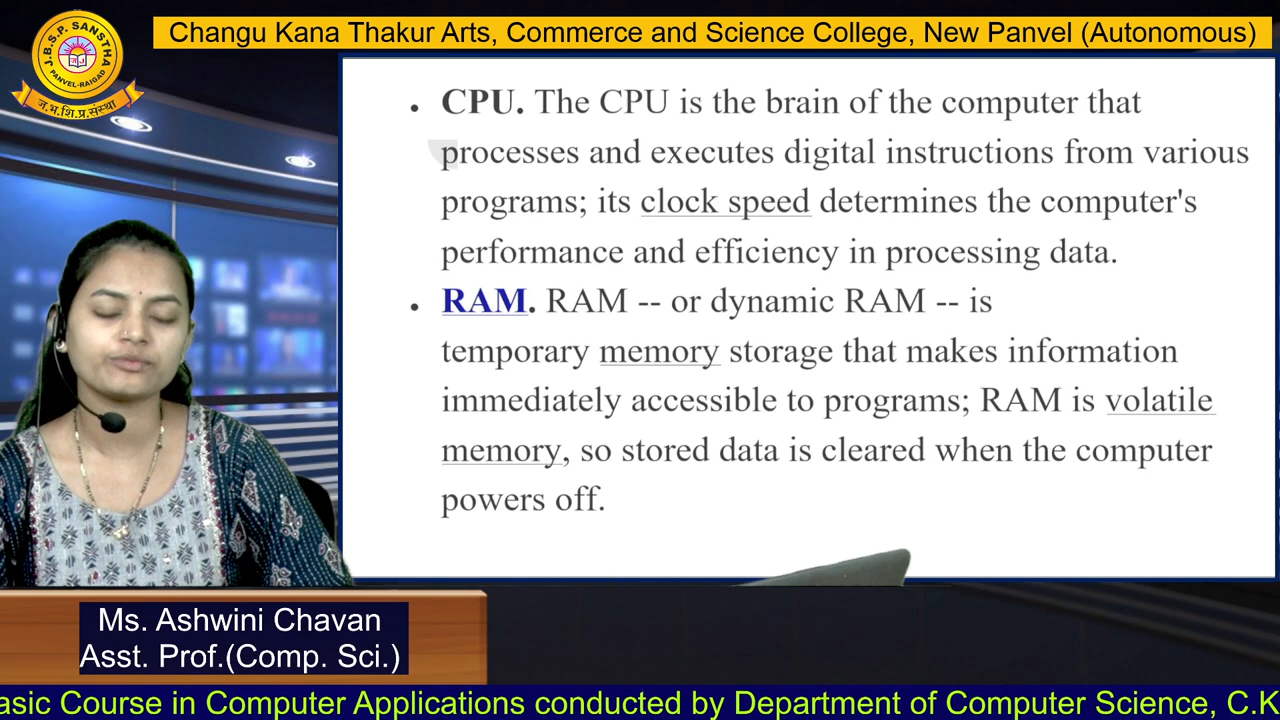 J.B.S.P. SANSTHA
PANVEL-RAIGAD
ज.भ.शि.प्र.संस्था
Changu Kana Thakur Arts, Commerce and Science College, New Panvel (Autonomous)
• CPU. The CPU is the brain of the computer that
processes and executes digital instructions from various
programs; its clock speed determines the computer's
performance and efficiency in processing data.
• RAM. RAM -- or dynamic RAM -- is
temporary memory storage that makes information
immediately accessible to programs; RAM is volatile
memory, so stored data is cleared when the computer
powers off.
Ms. Ashwini Chavan
Asst. Prof.(Comp. Sci.)
asic Course in Computer Applications conducted by Department of Computer Science, C.K